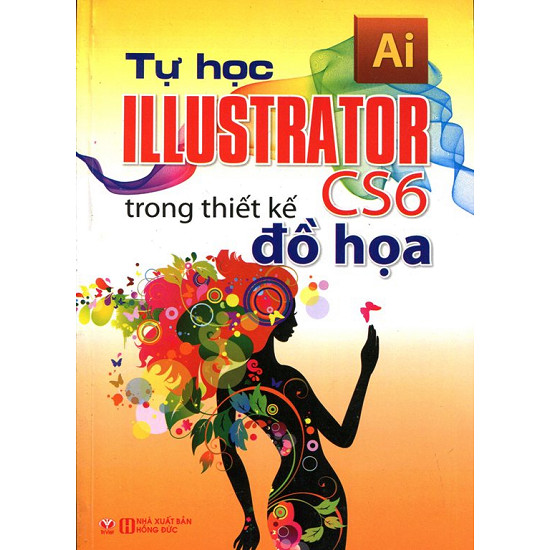 Ai
Tự học
ILLUSTRATOR
CS6
trong thiết kế
đồ họa
NHÀ XUẤT BẢN
HỒNG ĐỨC